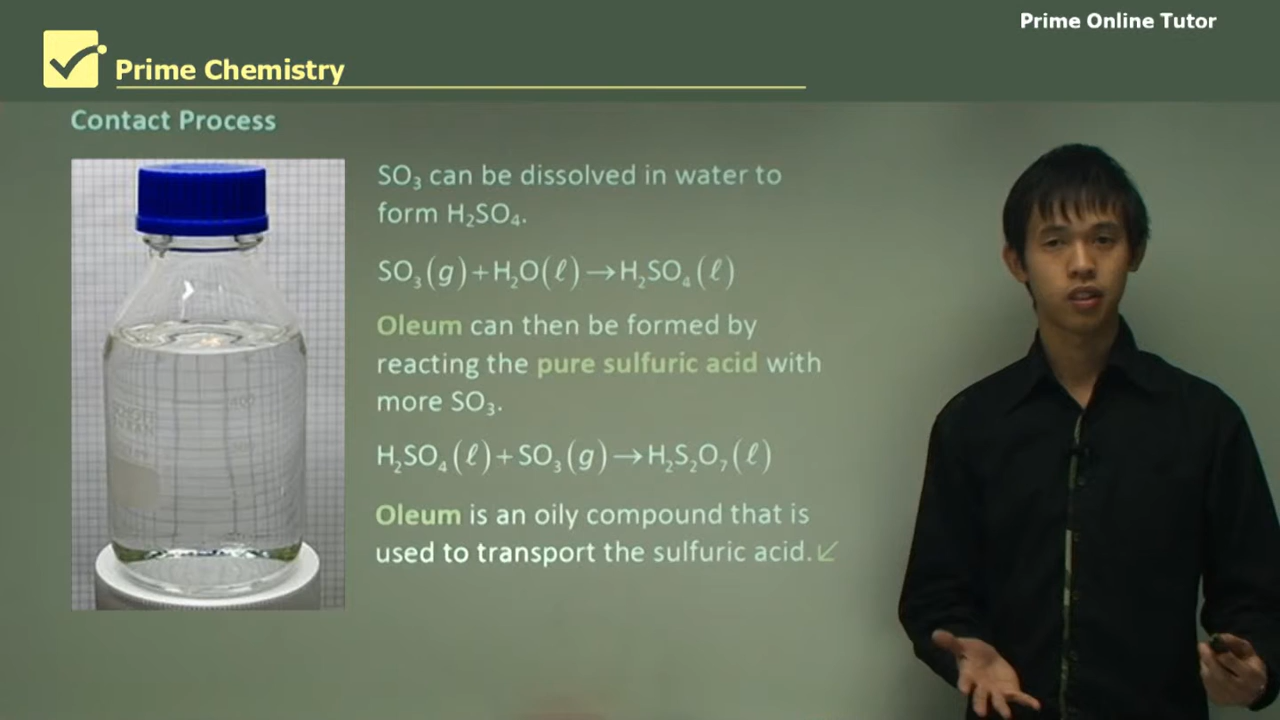 Prime Online Tutor
Prime Chemistry
Contact Process
SO₃ can be dissolved in water to
form H₂SO₄.
SO₃(g)+H₂O(ℓ)→H₂SO₄(ℓ)
Oleum can then be formed by
reacting the pure sulfuric acid with
more SO₃.
H₂SO₄(ℓ)+SO₃(g)→H₂S₂O₇(ℓ)
Oleum is an oily compound that is
used to transport the sulfuric acid.